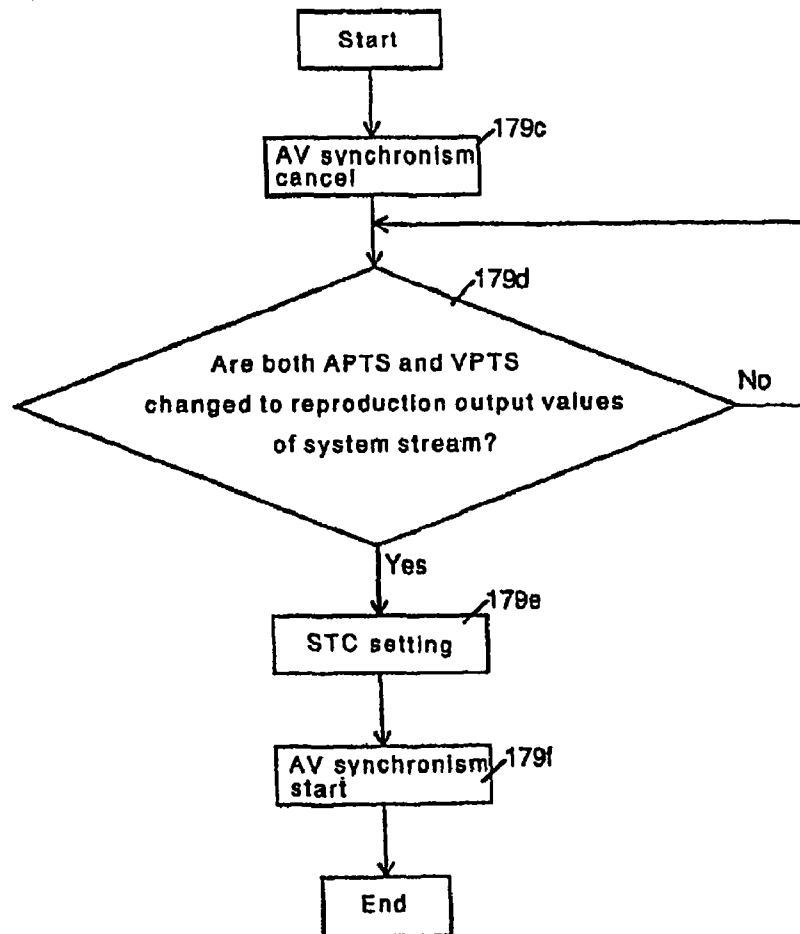 Start
179c
AV synchronism
cancel
179d
Are both APTS and VPTS
changed to reproduction output values
of system stream?
No
Yes
179e
STC setting
AV synchronism
start
179f
End